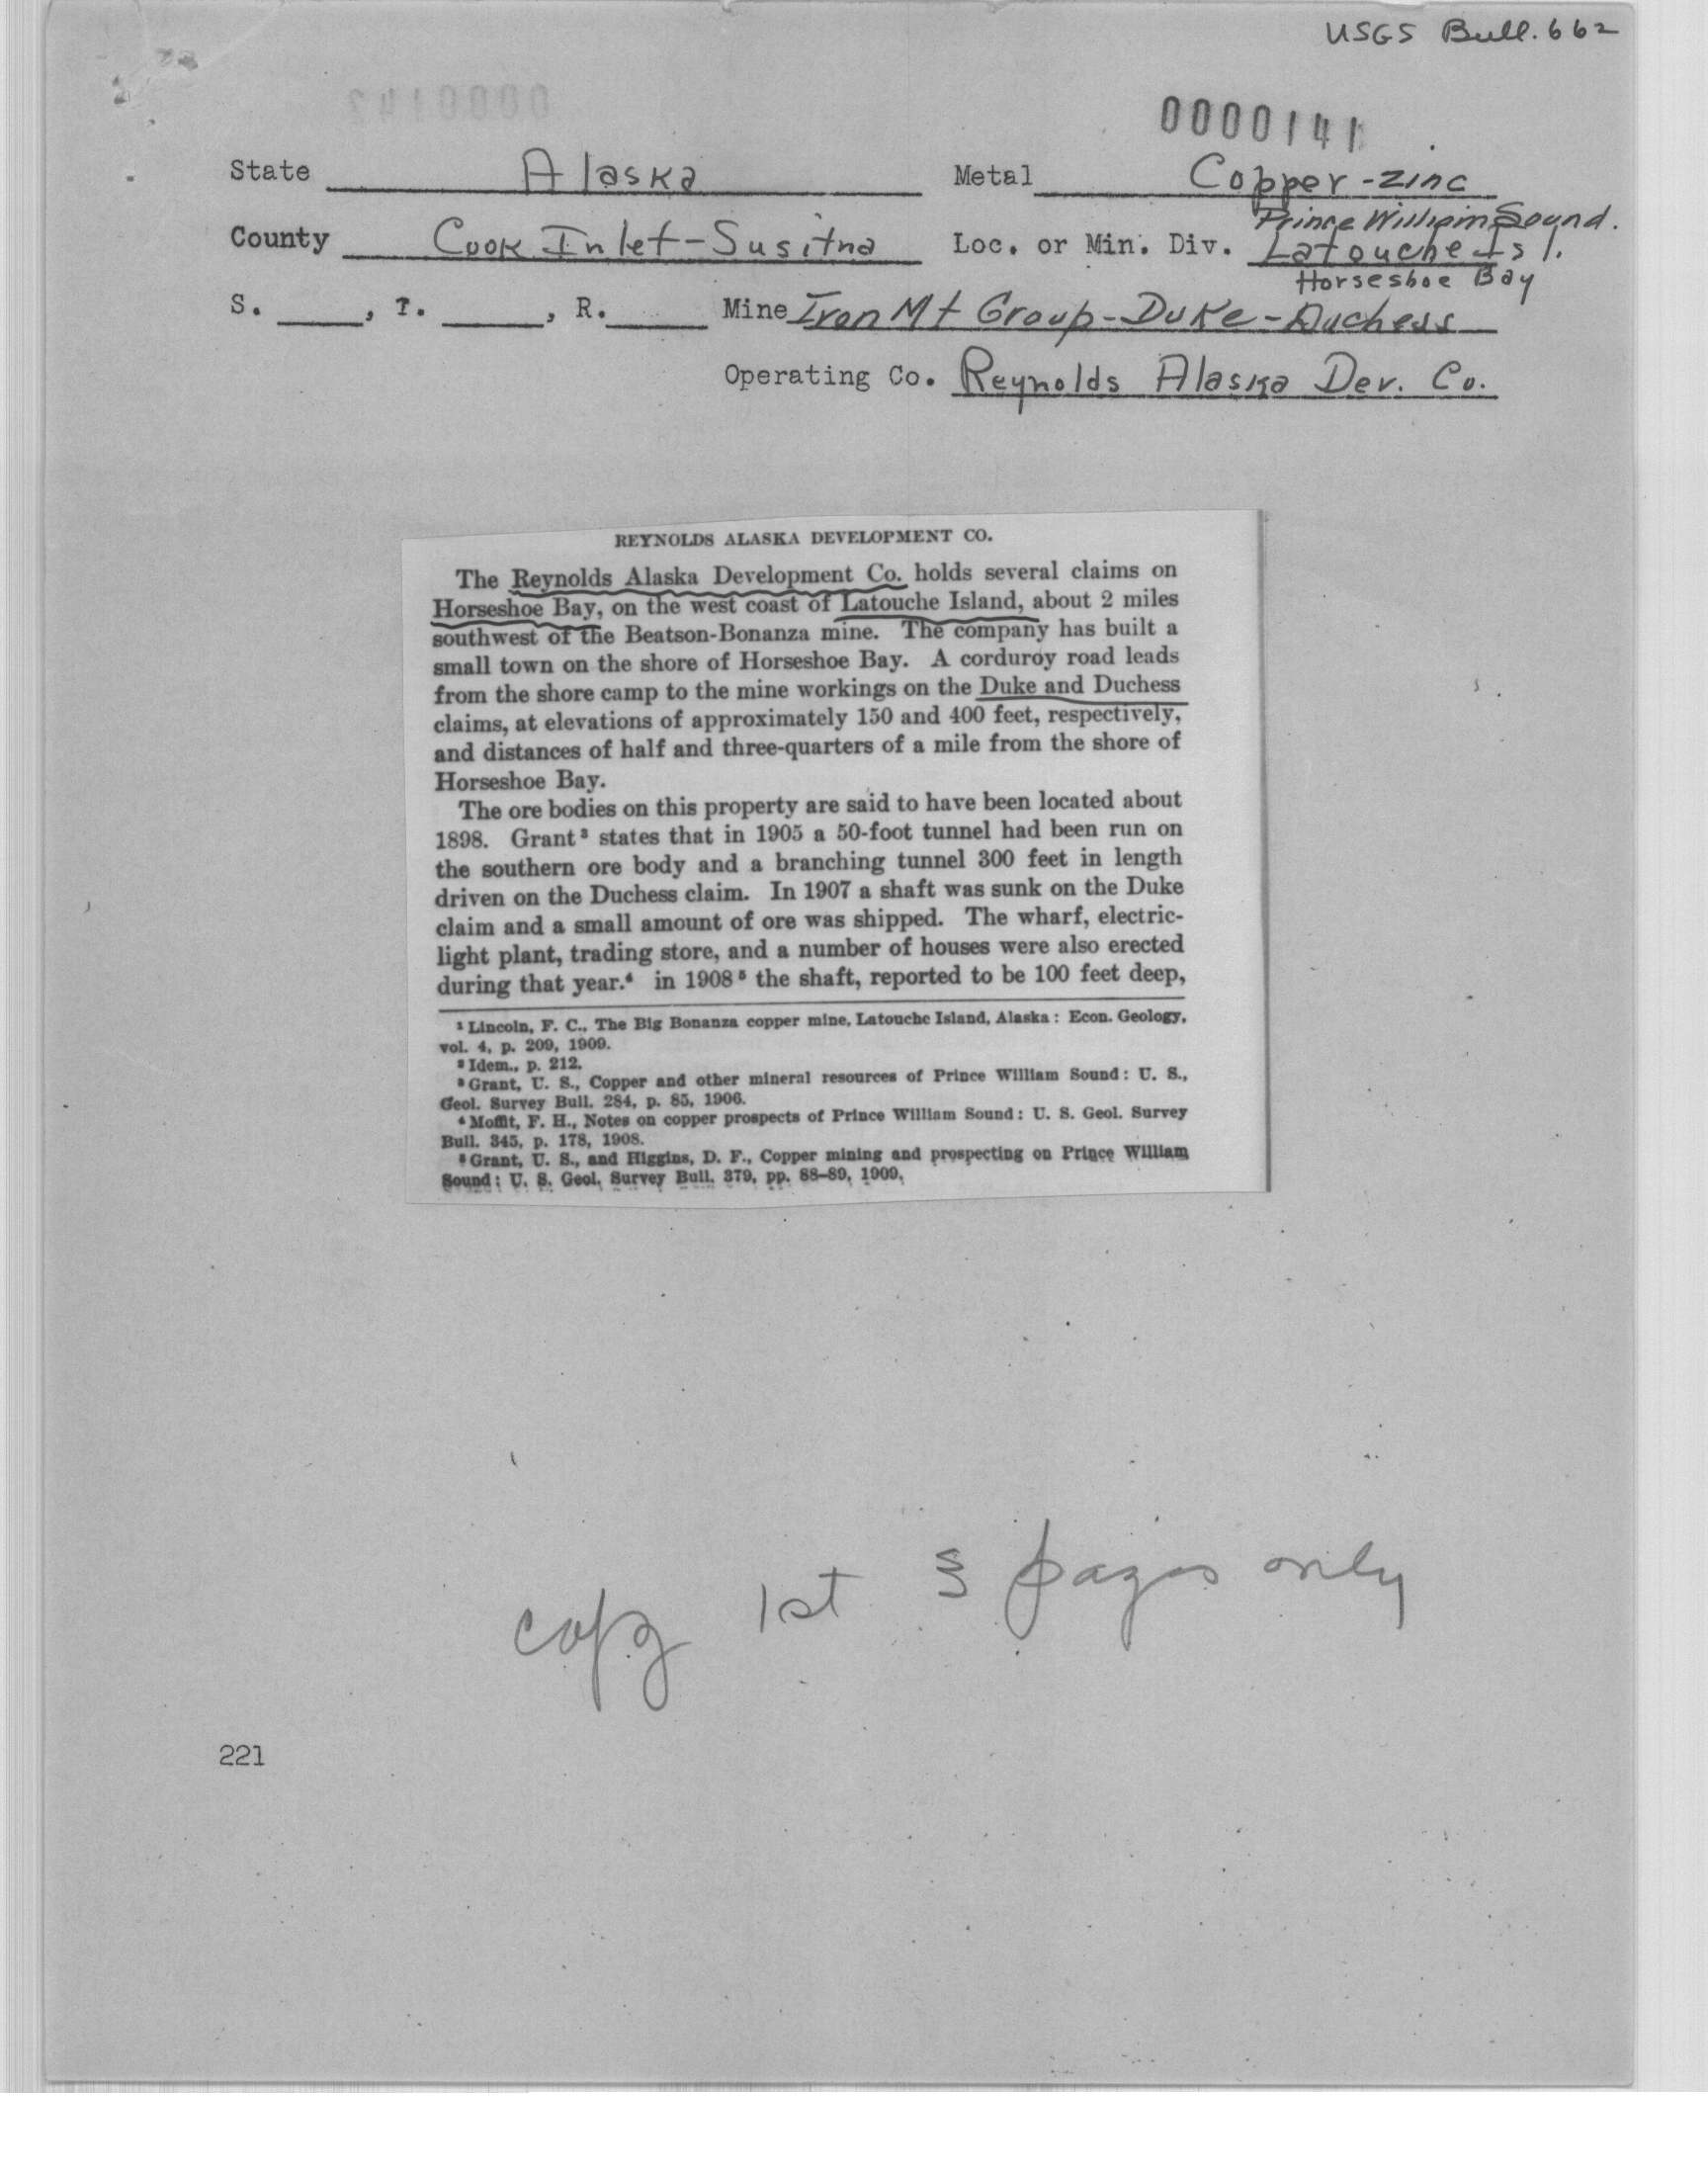 USGS Bull. 662
0000142
0000141
State Alaska Metal Copper-zinc
Prince William Sound.
County Cook Inlet-Susitna Loc. or Min. Div. Latouche Isl.
Horseshoe Bay
S. , T. , R. Mine Iron Mt Group-Duke-Duchess
Operating Co. Reynolds Alaska Dev. Co.
REYNOLDS ALASKA DEVELOPMENT CO.
The Reynolds Alaska Development Co. holds several claims on
Horseshoe Bay, on the west coast of Latouche Island, about 2 miles
southwest of the Beatson-Bonanza mine. The company has built a
small town on the shore of Horseshoe Bay. A corduroy road leads
from the shore camp to the mine workings on the Duke and Duchess
claims, at elevations of approximately 150 and 400 feet, respectively,
and distances of half and three-quarters of a mile from the shore of
Horseshoe Bay.
The ore bodies on this property are said to have been located about
1898. Grant³ states that in 1905 a 50-foot tunnel had been run on
the southern ore body and a branching tunnel 300 feet in length
driven on the Duchess claim. In 1907 a shaft was sunk on the Duke
claim and a small amount of ore was shipped. The wharf, electric-
light plant, trading store, and a number of houses were also erected
during that year.⁴ in 1908⁵ the shaft, reported to be 100 feet deep,
¹ Lincoln, F. C., The Big Bonanza copper mine, Latouche Island, Alaska: Econ. Geology,
vol. 4, p. 209, 1909.
² Idem., p. 212.
³ Grant, U. S., Copper and other mineral resources of Prince William Sound: U. S.,
Geol. Survey Bull. 284, p. 85, 1906.
⁴ Moffit, F. H., Notes on copper prospects of Prince William Sound: U. S. Geol. Survey
Bull. 345, p. 178, 1908.
⁵ Grant, U. S., and Higgins, D. F., Copper mining and prospecting on Prince William
Sound: U. S. Geol. Survey Bull. 379, pp. 88–89, 1909.
copy 1st 3 pages only
221